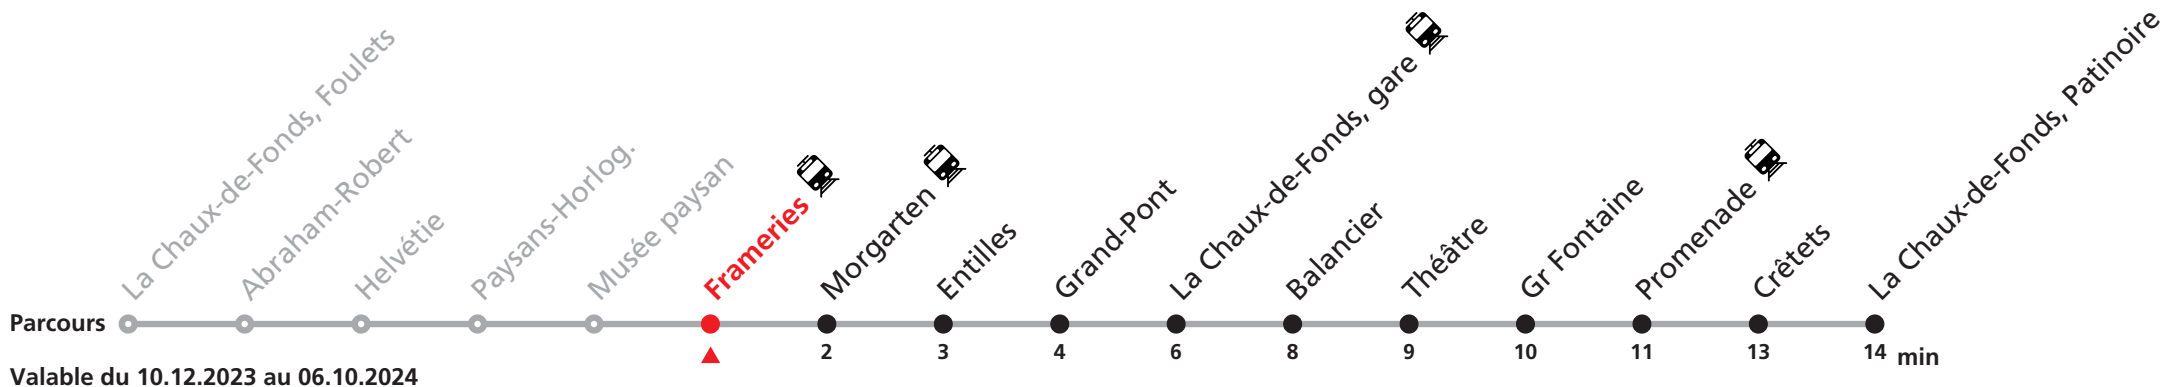 La Chaux-de-Fonds, Foulets
Abraham-Robert
Helvétie
Paysans-Horlog.
Musée paysan
Frameries
Morgarten
Entilles
Grand-Pont
La Chaux-de-Fonds, gare
Balancier
Théâtre
Gr Fontaine
Promenade
Crêtets
La Chaux-de-Fonds, Patinoire
Parcours
2 3 4 6 8 9 10 11 13 14 min
Valable du 10.12.2023 au 06.10.2024